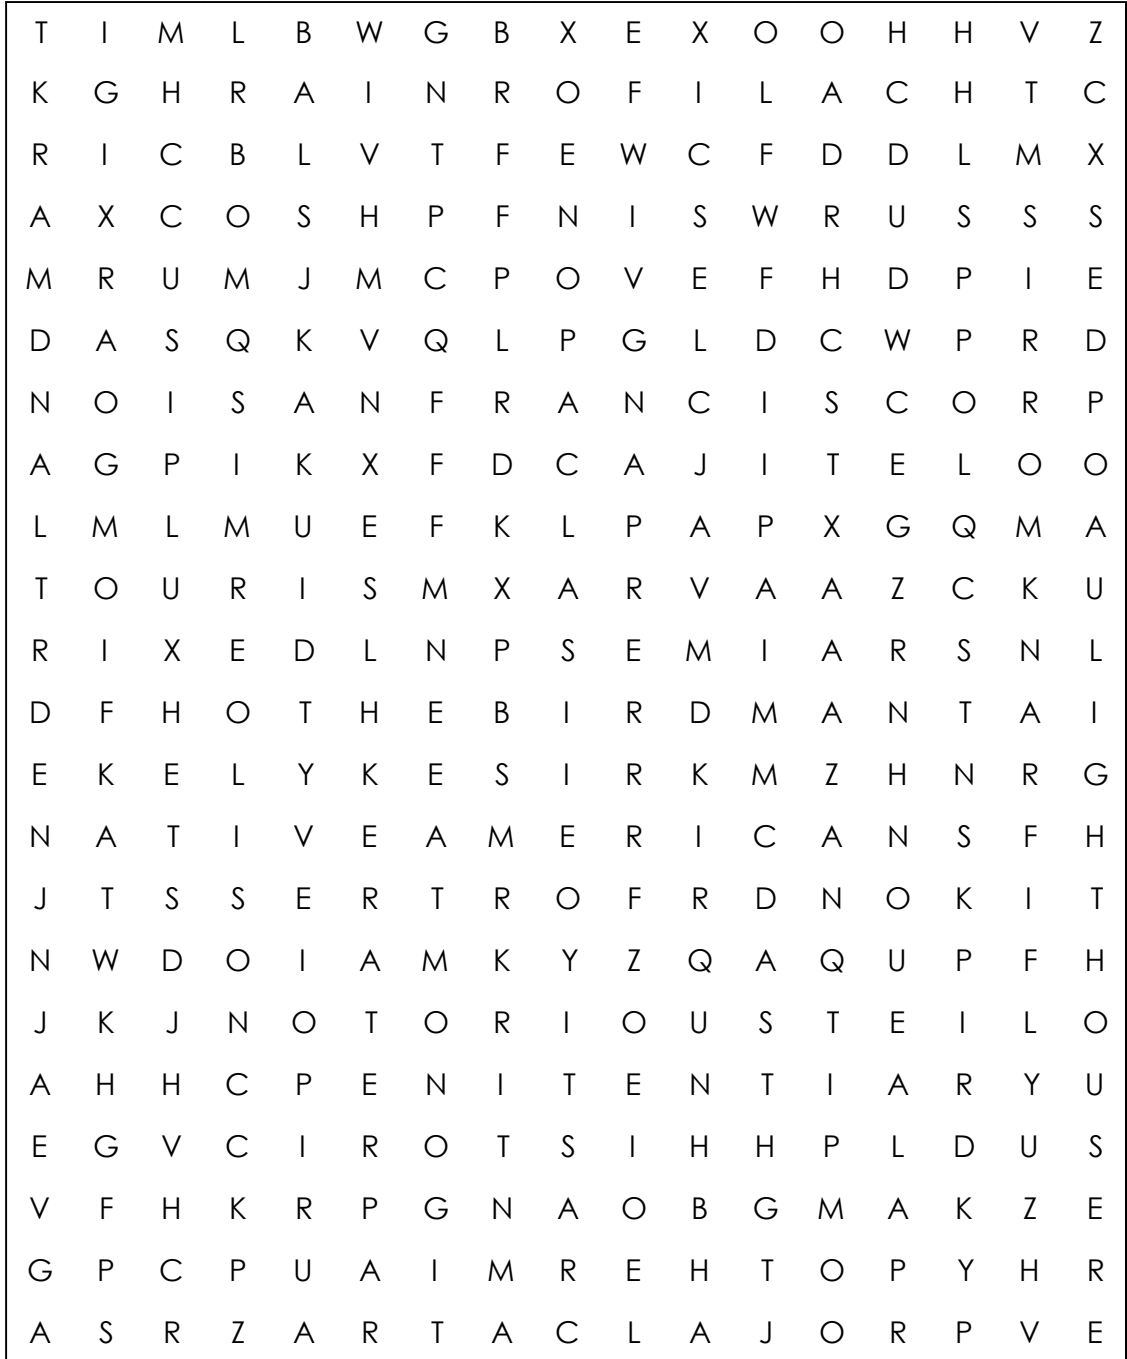 T I M L B W G B X E X O O H H V Z
K G H R A I N R O F I L A C H T C
R I C B L V T F E W C F D D L M X
A X C O S H P F N I S W R U S S S
M R U M J M C P O V E F H D P I E
D A S Q K V Q L P G L D C W P R D
N O I S A N F R A N C I S C O R P
A G P I K X F D C A J I T E L O O
L M L M U E F K L P A P X G Q M A
T O U R I S M X A R V A A Z C K U
R I X E D L N P S E M I A R S N L
D F H O T H E B I R D M A N T A I
E K E L Y K E S I R K M Z H N R G
N A T I V E A M E R I C A N S F H
J T S S E R T R O F R D N O K I T
N W D O I A M K Y Z Q A Q U P F H
J K J N O T O R I O U S T E I L O
A H H C P E N I T E N T I A R Y U
E G V C I R O T S I H H P L D U S
V F H K R P G N A O B G M A K Z E
G P C P U A I M R E H T O P Y H R
A S R Z A R T A C L A J O R P V E